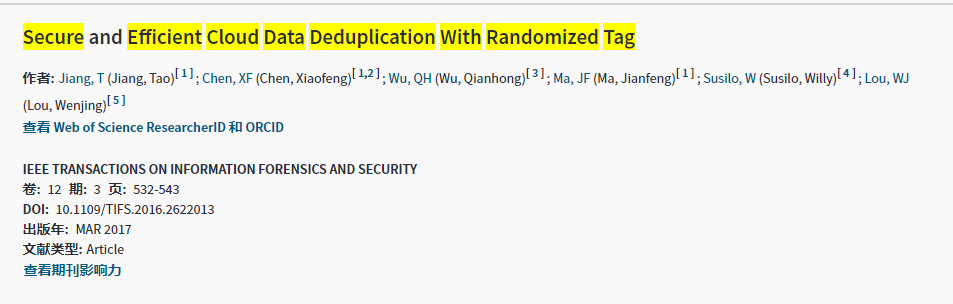 Secure and Efficient Cloud Data Deduplication With Randomized Tag
作者: Jiang, T (Jiang, Tao)[ 1 ] ; Chen, XF (Chen, Xiaofeng)[ 1,2 ] ; Wu, QH (Wu, Qianhong)[ 3 ] ; Ma, JF (Ma, Jianfeng)[ 1 ] ; Susilo, W (Susilo, Willy)[ 4 ] ; Lou, WJ
(Lou, Wenjing)[ 5 ]
查看 Web of Science ResearcherID 和 ORCID
IEEE TRANSACTIONS ON INFORMATION FORENSICS AND SECURITY
卷: 12 期: 3 页: 532-543
DOI: 10.1109/TIFS.2016.2622013
出版年: MAR 2017
文献类型: Article
查看期刊影响力